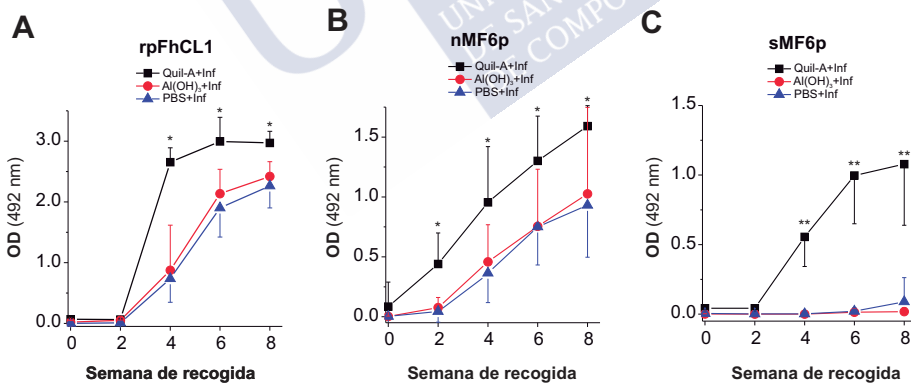 UNI
DE SAN
E COMPO
A
rpFhCL1
Quil-A+Inf
Al(OH)₃+Inf
PBS+Inf
OD (492 nm)
3.0
2.0
1.0
0.0
* * *
0 2 4 6 8
Semana de recogida
B
nMF6p
Quil-A+Inf
Al(OH)₃+Inf
PBS+Inf
OD (492 nm)
1.5
1.0
0.5
0.0
* * * *
0 2 4 6 8
Semana de recogida
C
sMF6p
Quil-A+Inf
Al(OH)₃+Inf
PBS+Inf
OD (492 nm)
1.5
1.0
0.5
0.0
** ** **
0 2 4 6 8
Semana de recogida